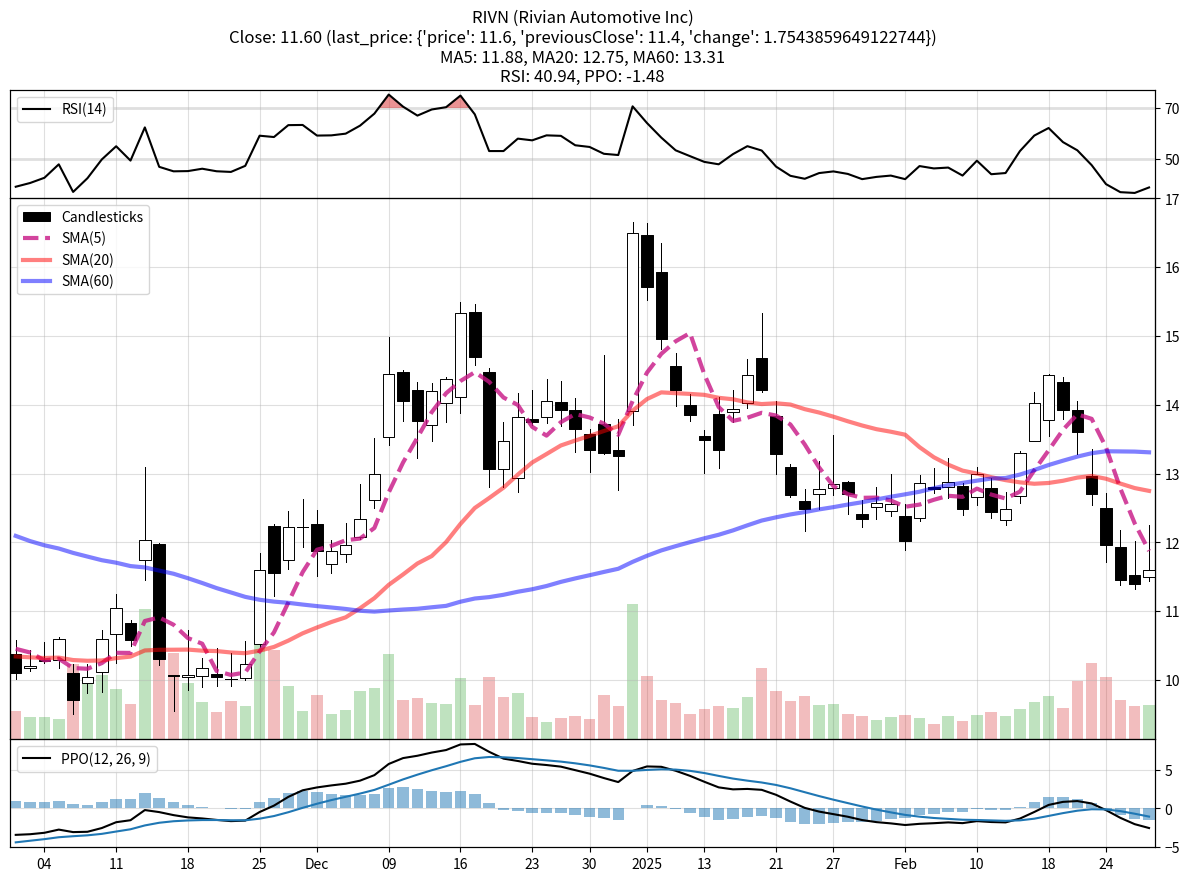 RIVN (Rivian Automotive Inc)
Close: 11.60 (last_price: {'price': 11.6, 'previousClose': 11.4, 'change': 1.7543859649122744})
MA5: 11.88, MA20: 12.75, MA60: 13.31
RSI: 40.94, PPO: -1.48
RSI(14)
70
50
17
Candlesticks
SMA(5)
SMA(20)
SMA(60)
16
15
14
13
12
11
10
PPO(12, 26, 9)
5
0
−5
04 11 18 25 Dec 09 16 23 30 2025 13 21 27 Feb 10 18 24